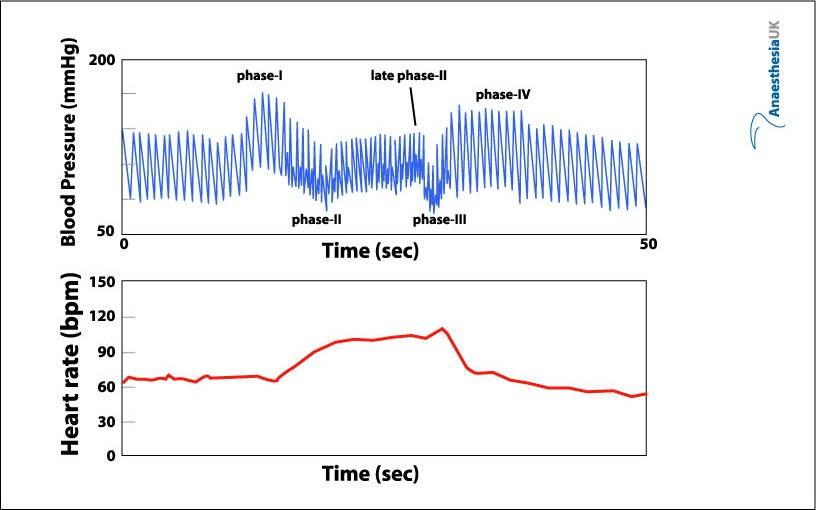 AnaesthesiaUK
Blood Pressure (mmHg)
200
50
phase-I
late phase-II
phase-IV
phase-II
phase-III
0
50
Time (sec)
Heart rate (bpm)
150
120
90
60
30
0
Time (sec)